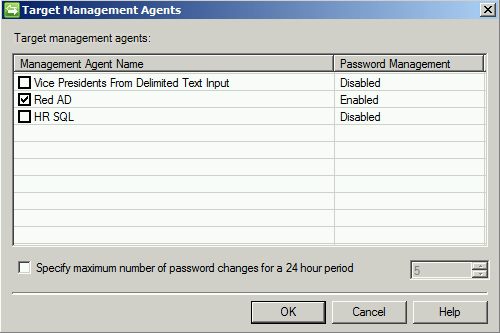 Target Management Agents
Target management agents:
Management Agent Name Password Management
Vice Presidents From Delimited Text Input Disabled
Red AD Enabled
HR SQL Disabled
Specify maximum number of password changes for a 24 hour period 5
OK Cancel Help